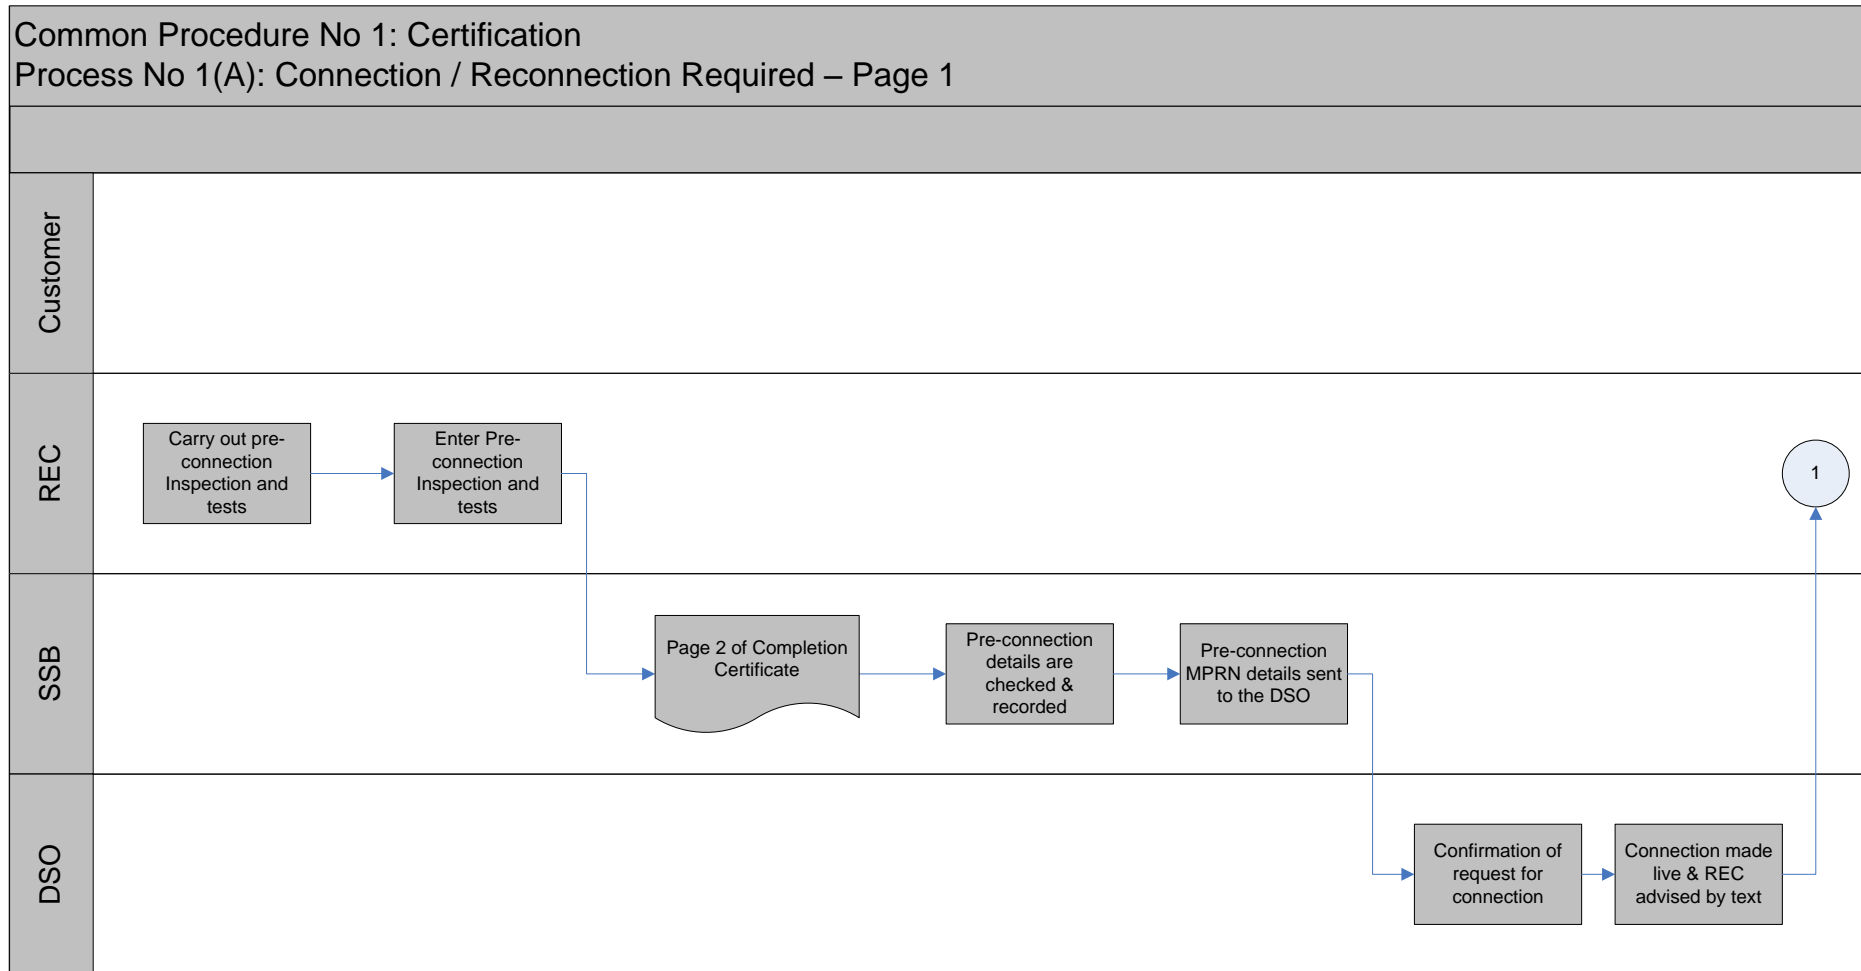 Common Procedure No 1: Certification
Process No 1(A): Connection / Reconnection Required – Page 1
Customer
REC
Carry out pre-
connection
Inspection and
tests
Enter Pre-
connection
Inspection and
tests
1
SSB
Page 2 of Completion
Certificate
Pre-connection
details are
checked &
recorded
Pre-connection
MPRN details sent
to the DSO
DSO
Confirmation of
request for
connection
Connection made
live & REC
advised by text